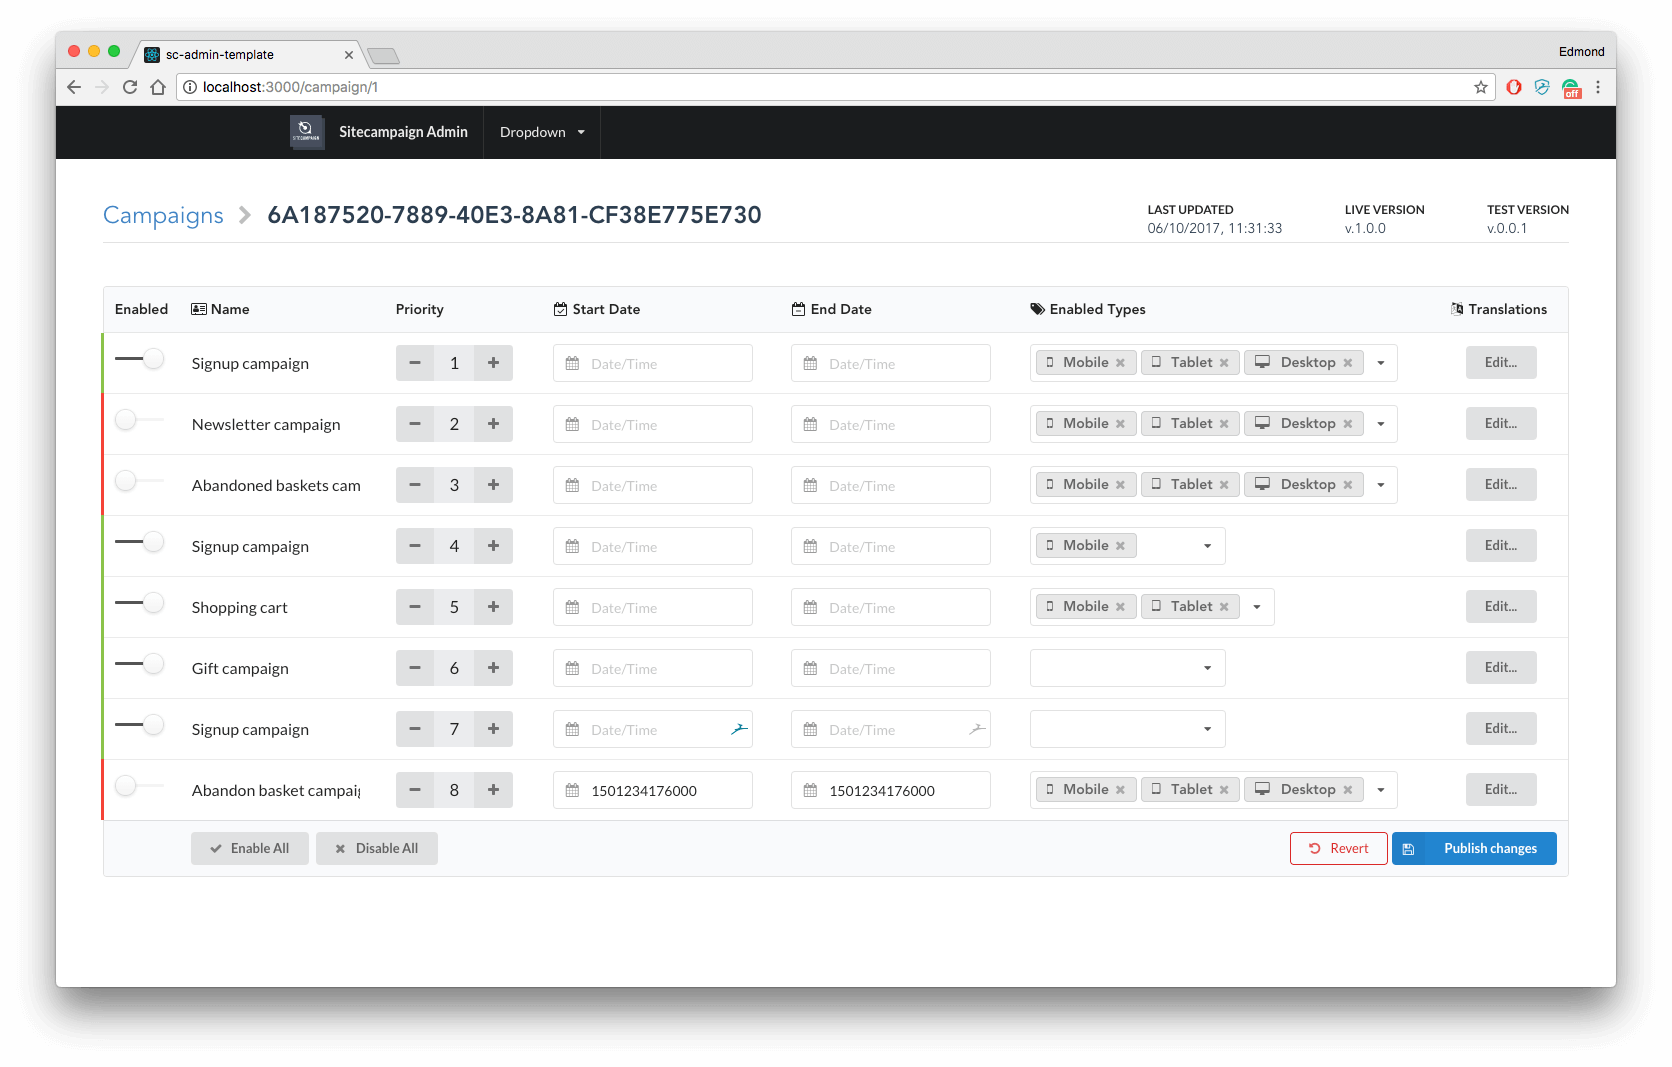 sc-admin-template
Edmond
localhost:3000/campaign/1
off
SITECAMPAIGN
Sitecampaign Admin
Dropdown
Campaigns
6A187520-7889-40E3-8A81-CF38E775E730
LAST UPDATED
06/10/2017, 11:31:33
LIVE VERSION
v.1.0.0
TEST VERSION
v.0.0.1
Enabled Name Priority Start Date End Date Enabled Types Translations
Signup campaign 1 Date/Time Date/Time Mobile Tablet Desktop Edit...
Newsletter campaign 2 Date/Time Date/Time Mobile Tablet Desktop Edit...
Abandoned baskets cam 3 Date/Time Date/Time Mobile Tablet Desktop Edit...
Signup campaign 4 Date/Time Date/Time Mobile Edit...
Shopping cart 5 Date/Time Date/Time Mobile Tablet Edit...
Gift campaign 6 Date/Time Date/Time Edit...
Signup campaign 7 Date/Time Date/Time Edit...
Abandon basket campaig 8 1501234176000 1501234176000 Mobile Tablet Desktop Edit...
Enable All Disable All Revert Publish changes